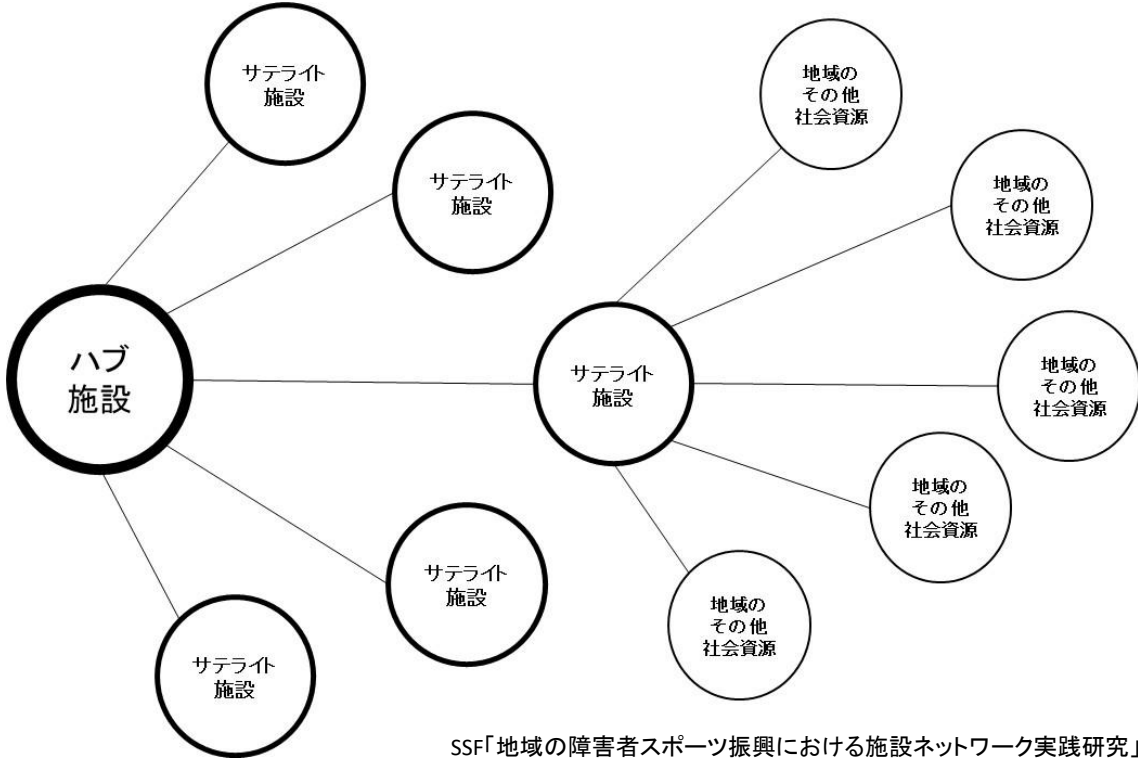 サテライト
施設
サテライト
施設
ハブ
施設
サテライト
施設
サテライト
施設
サテライト
施設
地域の
その他
社会資源
地域の
その他
社会資源
地域の
その他
社会資源
地域の
その他
社会資源
地域の
その他
社会資源
SSF「地域の障害者スポーツ振興における施設ネットワーク実践研究」